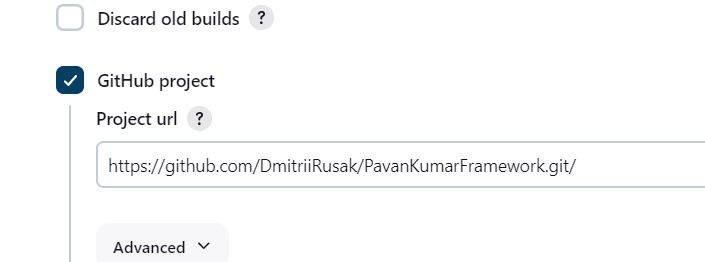 Discard old builds ?
GitHub project
Project url ?
https://github.com/DmitriiRusak/PavanKumarFramework.git/
Advanced